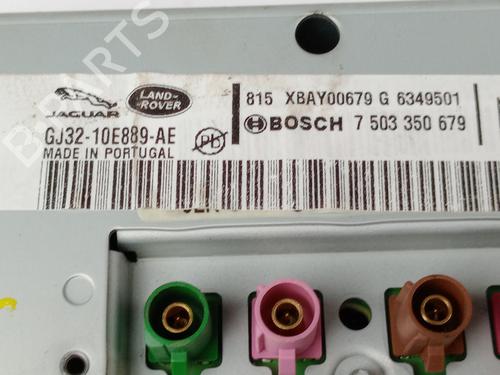 B-PARTS
JAGUAR
LAND-
ROVER
815 XBAY00679 G 6349501
GJ32-10E889-AE
Pb
BOSCH 7 503 350 679
MADE IN PORTUGAL